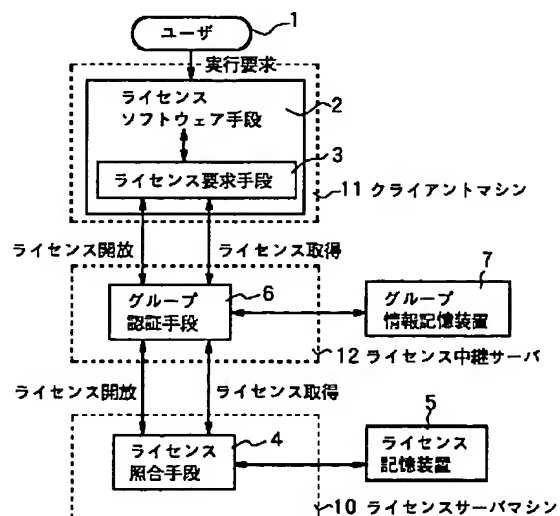 ユーザ
1
実行要求
ライセンス
ソフトウェア手段
2
3
ライセンス要求手段
11 クライアントマシン
ライセンス開放
ライセンス取得
7
グループ
認証手段
6
グループ
情報記憶装置
12 ライセンス中継サーバ
ライセンス開放
ライセンス取得
5
ライセンス
照合手段
4
ライセンス
記憶装置
10 ライセンスサーバマシン